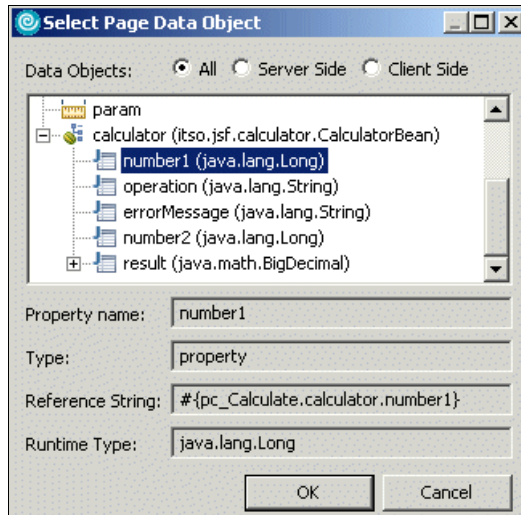 Select Page Data Object
Data Objects: All Server Side Client Side
param
calculator (itso.jsf.calculator.CalculatorBean)
number1 (java.lang.Long)
operation (java.lang.String)
errorMessage (java.lang.String)
number2 (java.lang.Long)
result (java.math.BigDecimal)
Property name: number1
Type: property
Reference String: #{pc_Calculate.calculator.number1}
Runtime Type: java.lang.Long
OK Cancel